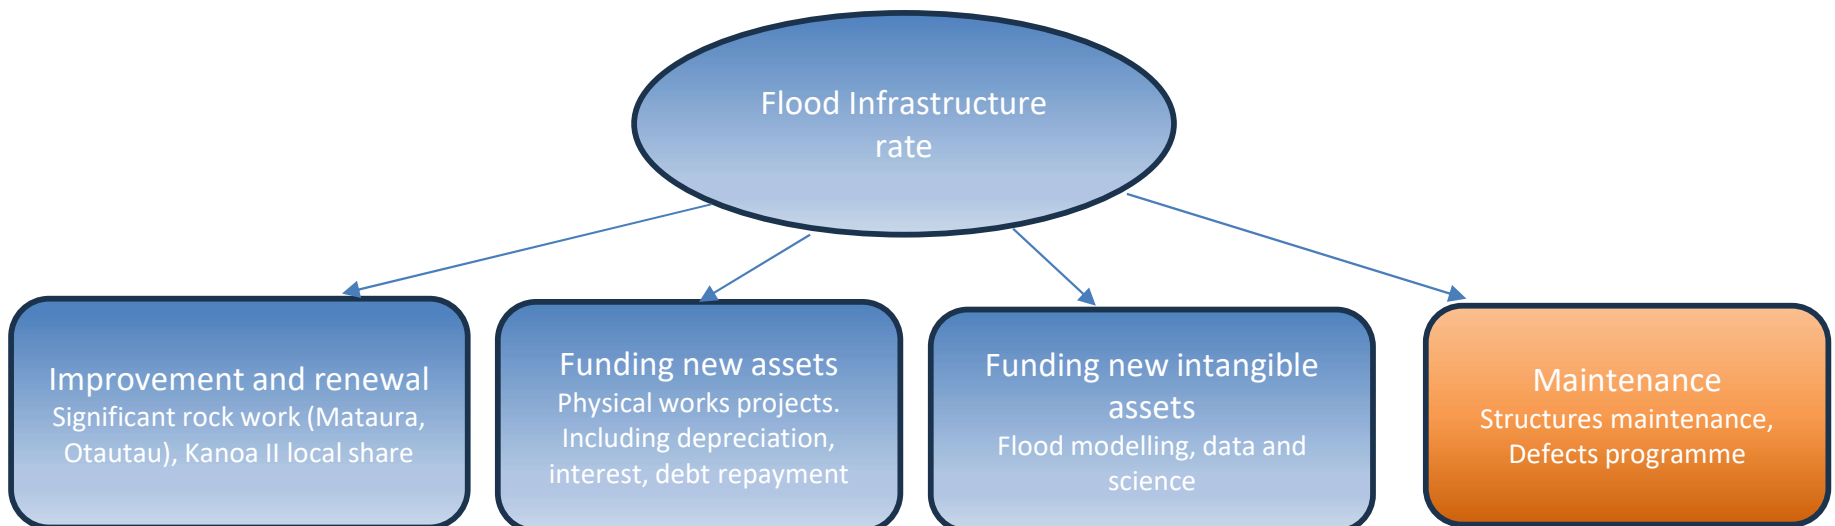 Flood Infrastructure
rate
Improvement and renewal
Significant rock work (Mataura,
Otautau), Kanoa II local share
Funding new assets
Physical works projects.
Including depreciation,
interest, debt repayment
Funding new intangible
assets
Flood modelling, data and
science
Maintenance
Structures maintenance,
Defects programme